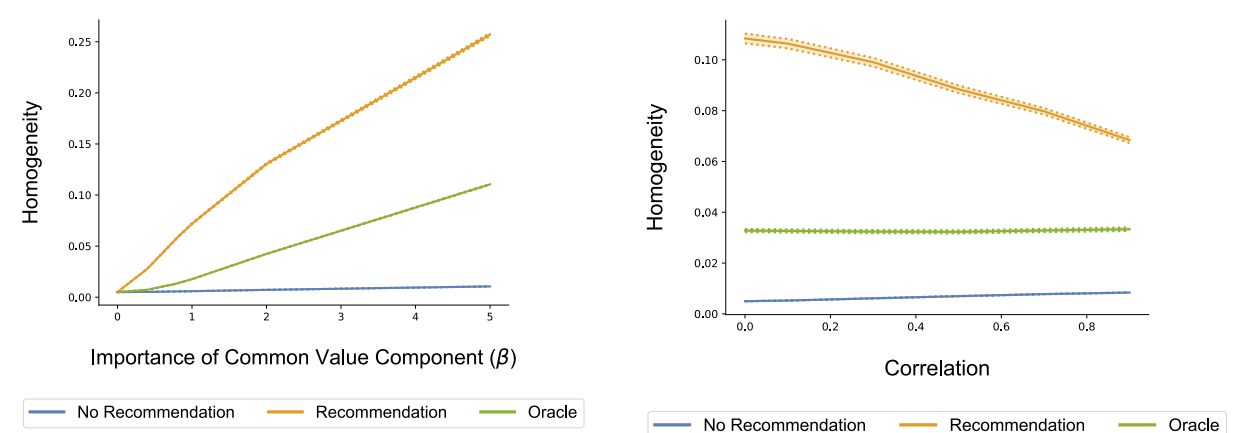 Homogeneity
0.25
0.20
0.15
0.10
0.05
0.00
0 1 2 3 4 5
Importance of Common Value Component (β)
No Recommendation Recommendation Oracle
Homogeneity
0.10
0.08
0.06
0.04
0.02
0.00
0.0 0.2 0.4 0.6 0.8
Correlation
No Recommendation Recommendation Oracle